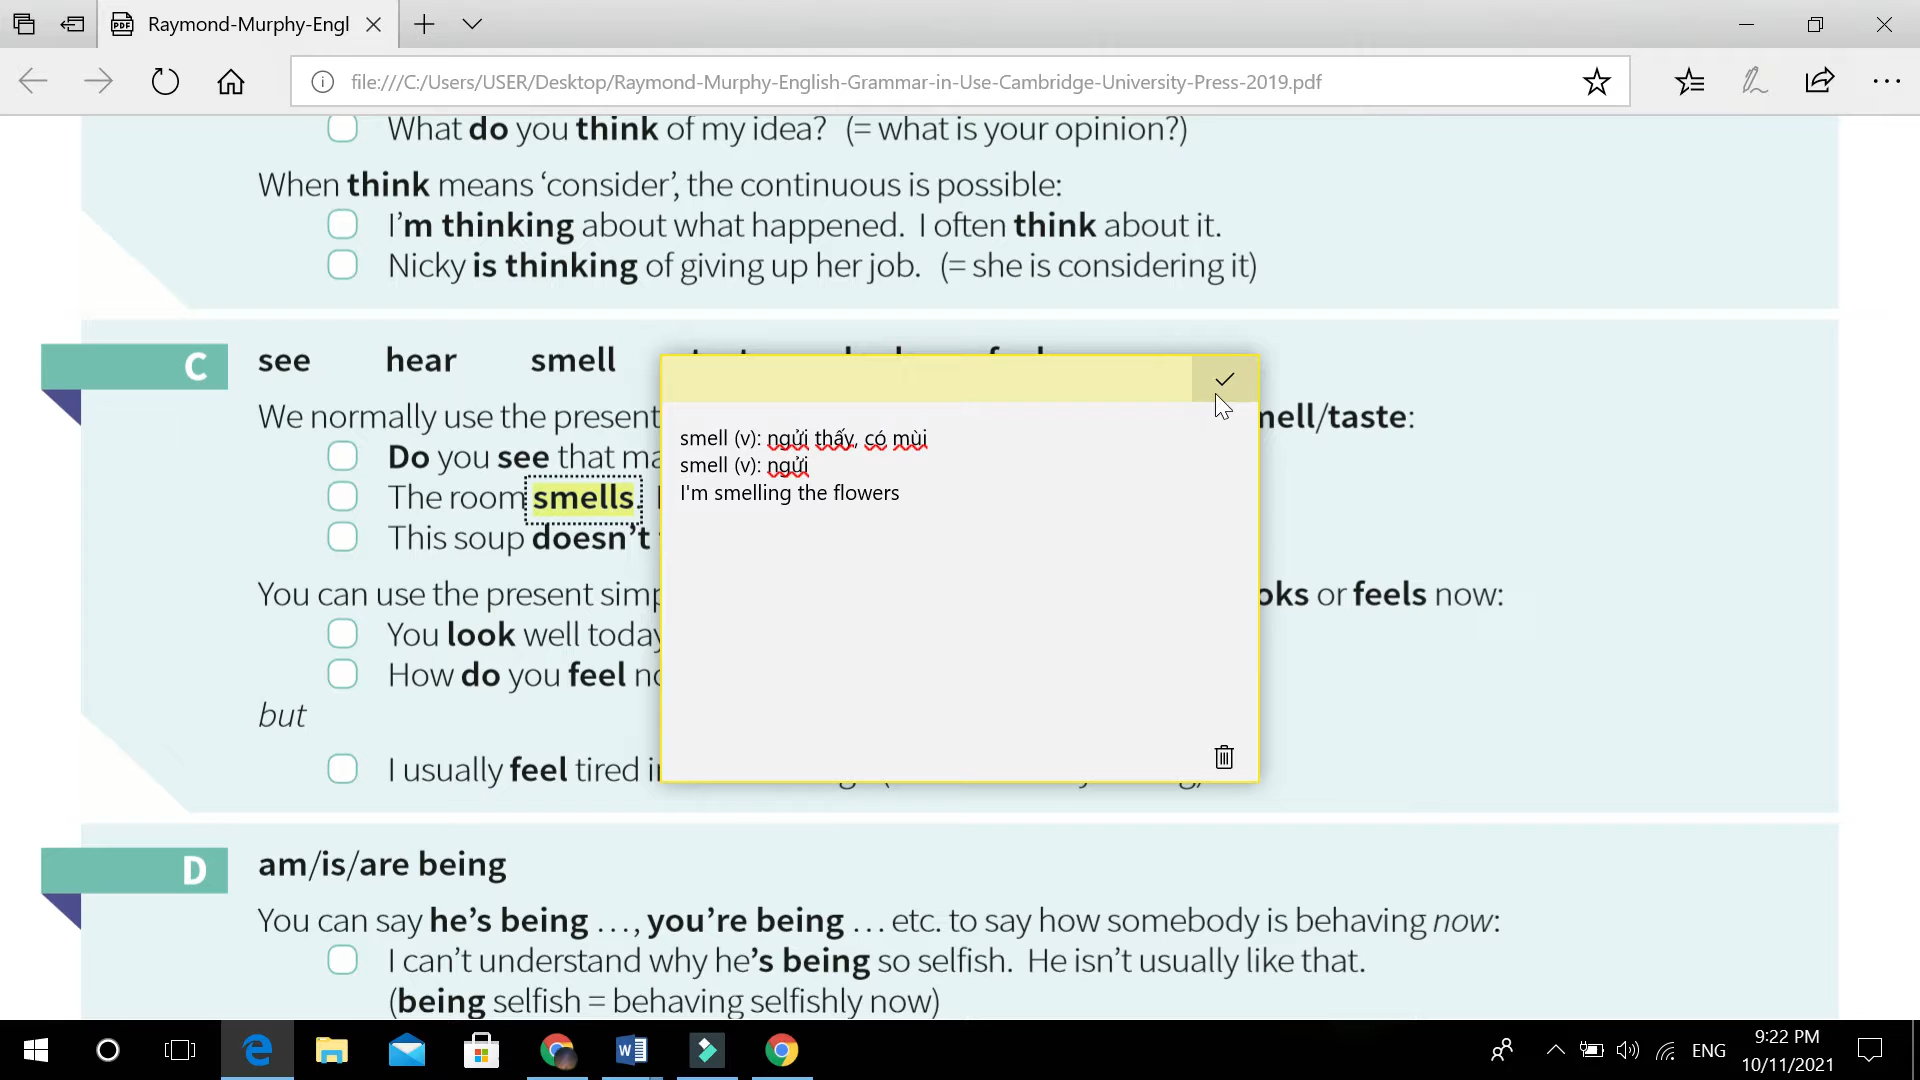 Raymond-Murphy-Engl
file:///C:/Users/USER/Desktop/Raymond-Murphy-English-Grammar-in-Use-Cambridge-University-Press-2019.pdf
What do you think of my idea? (= what is your opinion?)
When think means ‘consider’, the continuous is possible:
I’m thinking about what happened. I often think about it.
Nicky is thinking of giving up her job. (= she is considering it)
C
see hear smell
We normally use the present mell/taste:
Do you see that
The room smells.
This soup doesn’t
You can use the present oks or feels now:
You look well today
How do you feel
but
I usually feel tired
smell (v): ngửi thấy, có mùi
smell (v): ngửi
I'm smelling the flowers
D
am/is/are being
You can say he’s being …, you’re being … etc. to say how somebody is behaving now:
I can’t understand why he’s being so selfish. He isn’t usually like that.
(being selfish = behaving selfishly now)
ENG
9:22 PM
10/11/2021